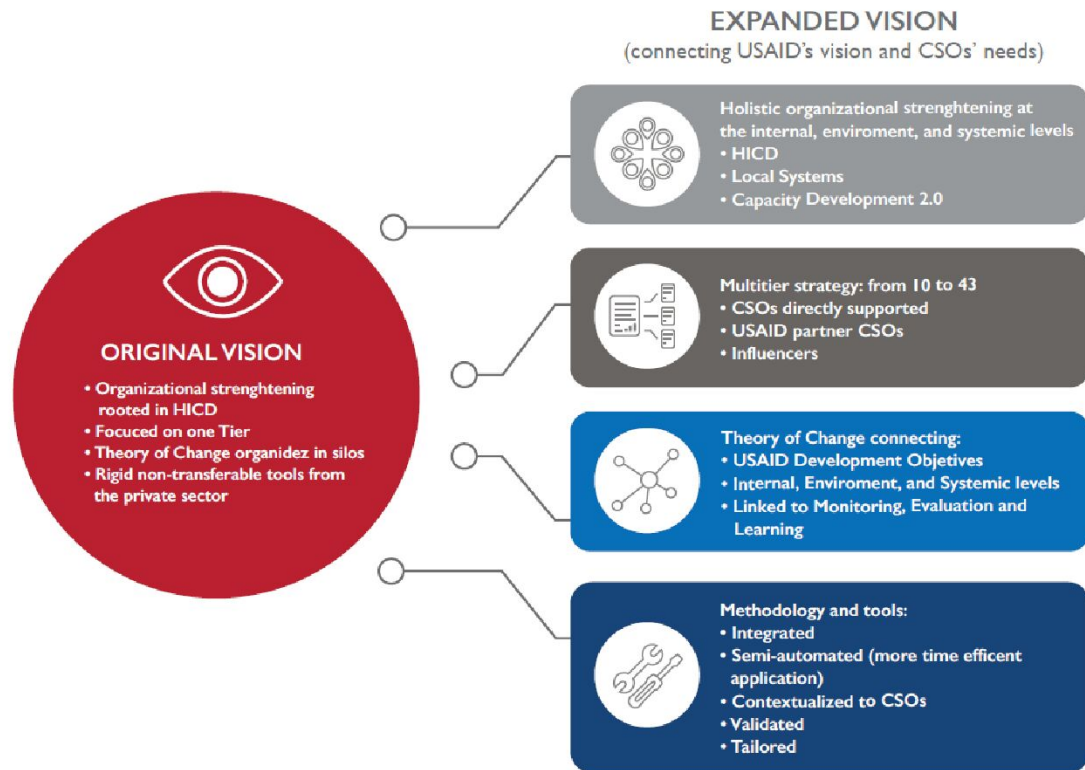 EXPANDED VISION
(connecting USAID's vision and CSOs' needs)
ORIGINAL VISION
• Organizational strenghtening
rooted in HICD
• Focused on one Tier
• Theory of Change organidez in silos
• Rigid non-transferable tools from
the private sector
Holistic organizational strenghtening at
the internal, enviroment, and systemic levels
• HICD
• Local Systems
• Capacity Development 2.0
Multitier strategy: from 10 to 43
• CSOs directly supported
• USAID partner CSOs
• Influencers
Theory of Change connecting:
• USAID Development Objetives
• Internal, Enviroment, and Systemic levels
• Linked to Monitoring, Evaluation and
Learning
Methodology and tools:
• Integrated
• Semi-automated (more time efficent
application)
• Contextualized to CSOs
• Validated
• Tailored